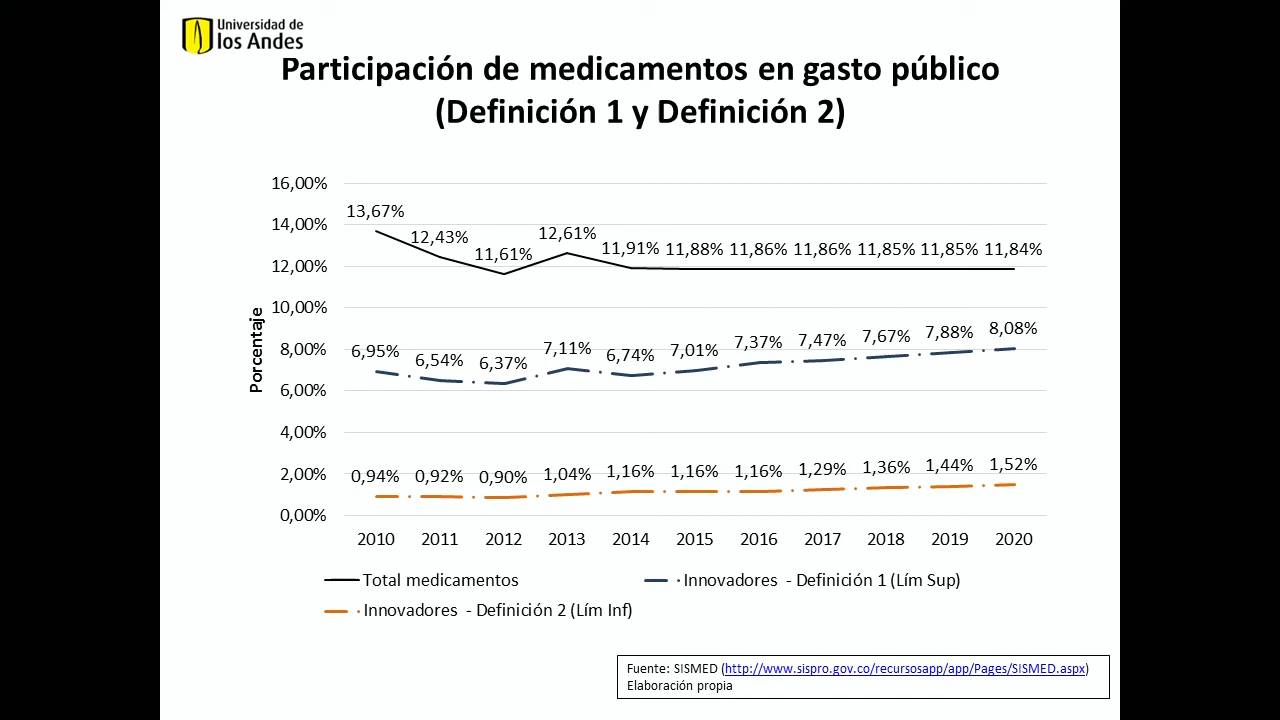 Universidad de
los Andes
Participación de medicamentos en gasto público
(Definición 1 y Definición 2)
Porcentaje
16,00%
14,00%
12,00%
10,00%
8,00%
6,00%
4,00%
2,00%
0,00%
13,67% 12,43% 11,61% 12,61% 11,91% 11,88% 11,86% 11,86% 11,85% 11,85% 11,84%
6,95% 6,54% 6,37% 7,11% 6,74% 7,01% 7,37% 7,47% 7,67% 7,88% 8,08%
0,94% 0,92% 0,90% 1,04% 1,16% 1,16% 1,16% 1,29% 1,36% 1,44% 1,52%
2010 2011 2012 2013 2014 2015 2016 2017 2018 2019 2020
Total medicamentos
Innovadores - Definición 1 (Lím Sup)
Innovadores - Definición 2 (Lím Inf)
Fuente: SISMED (http://www.sispro.gov.co/recursosapp/app/Pages/SISMED.aspx)
Elaboración propia